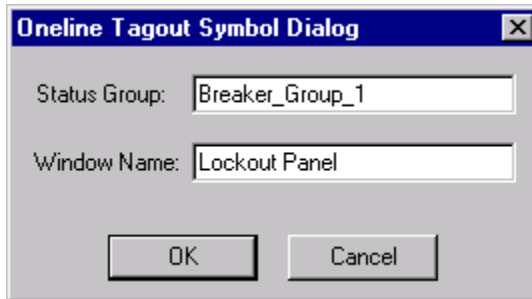 Oneline Tagout Symbol Dialog
Status Group: Breaker_Group_1
Window Name: Lockout Panel
OK Cancel